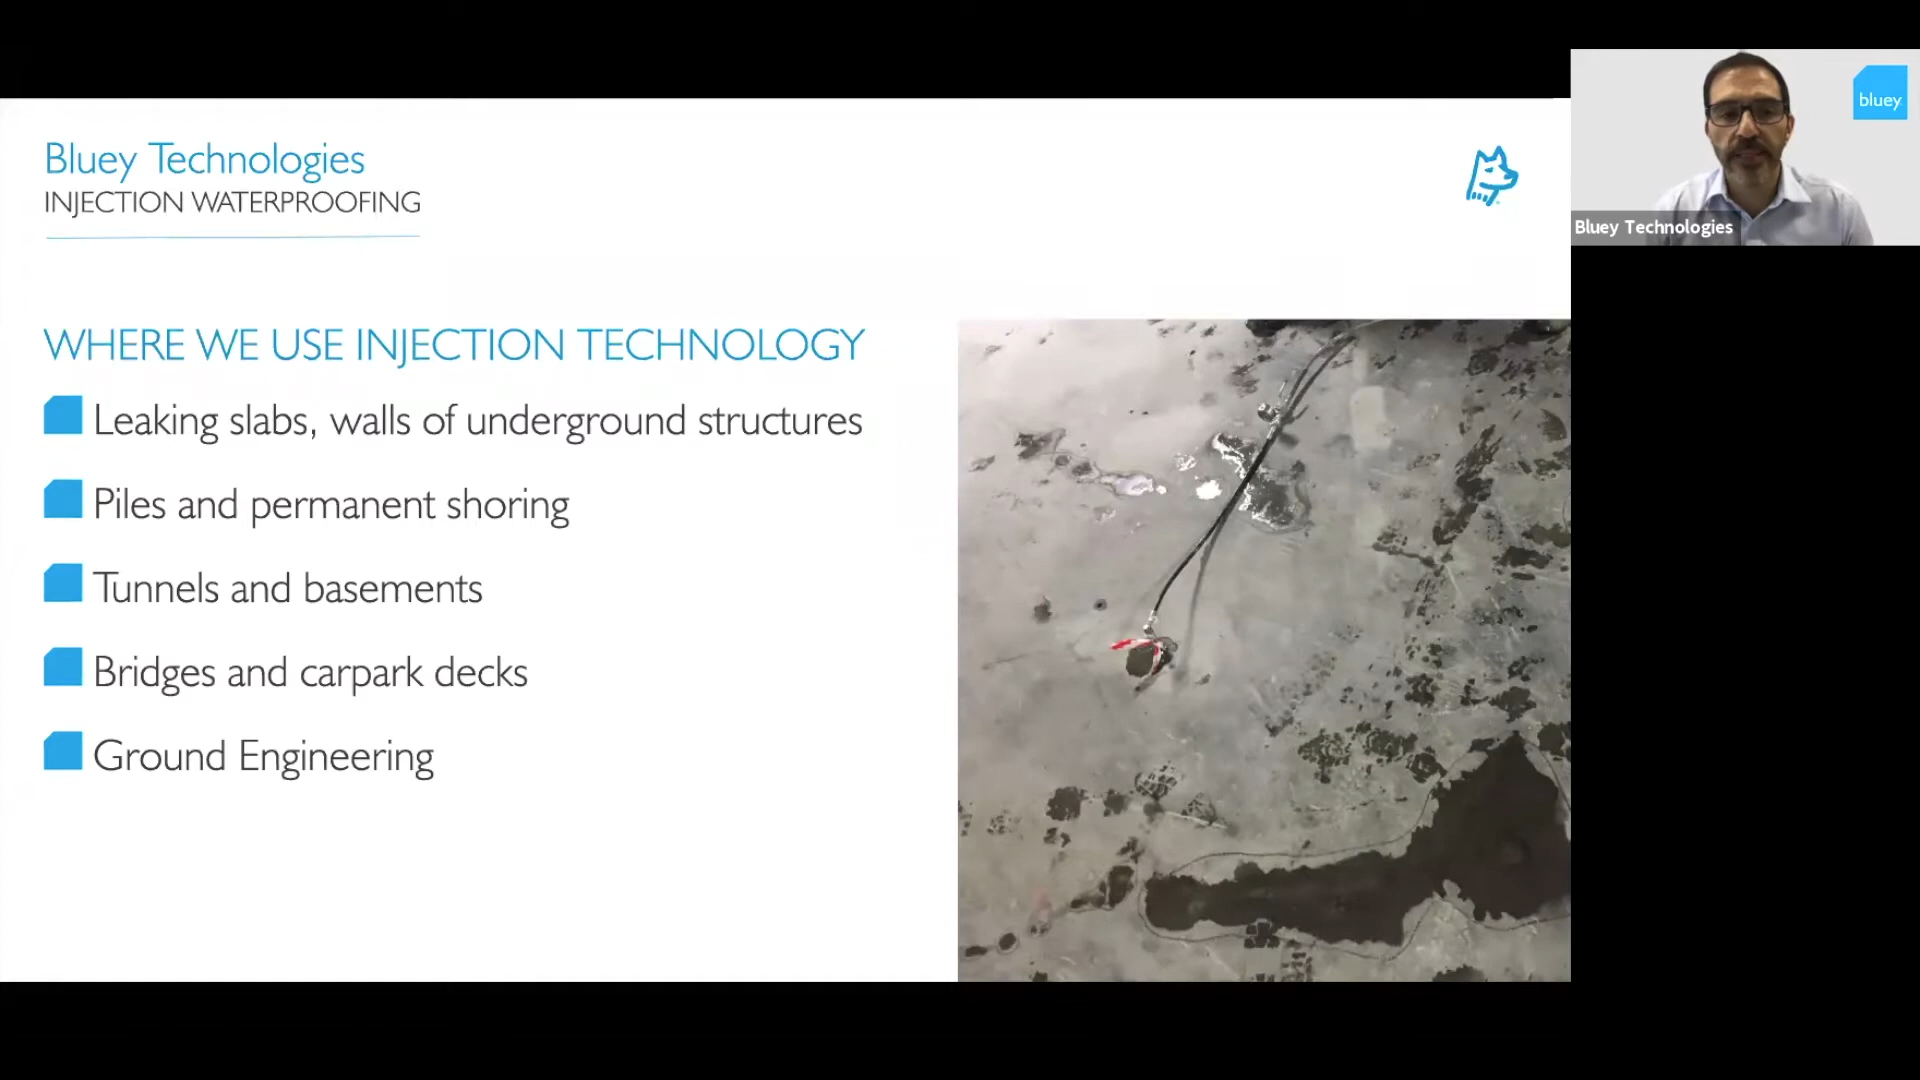 Bluey Technologies
INJECTION WATERPROOFING
WHERE WE USE INJECTION TECHNOLOGY
Leaking slabs, walls of underground structures
Piles and permanent shoring
Tunnels and basements
Bridges and carpark decks
Ground Engineering
bluey
Bluey Technologies